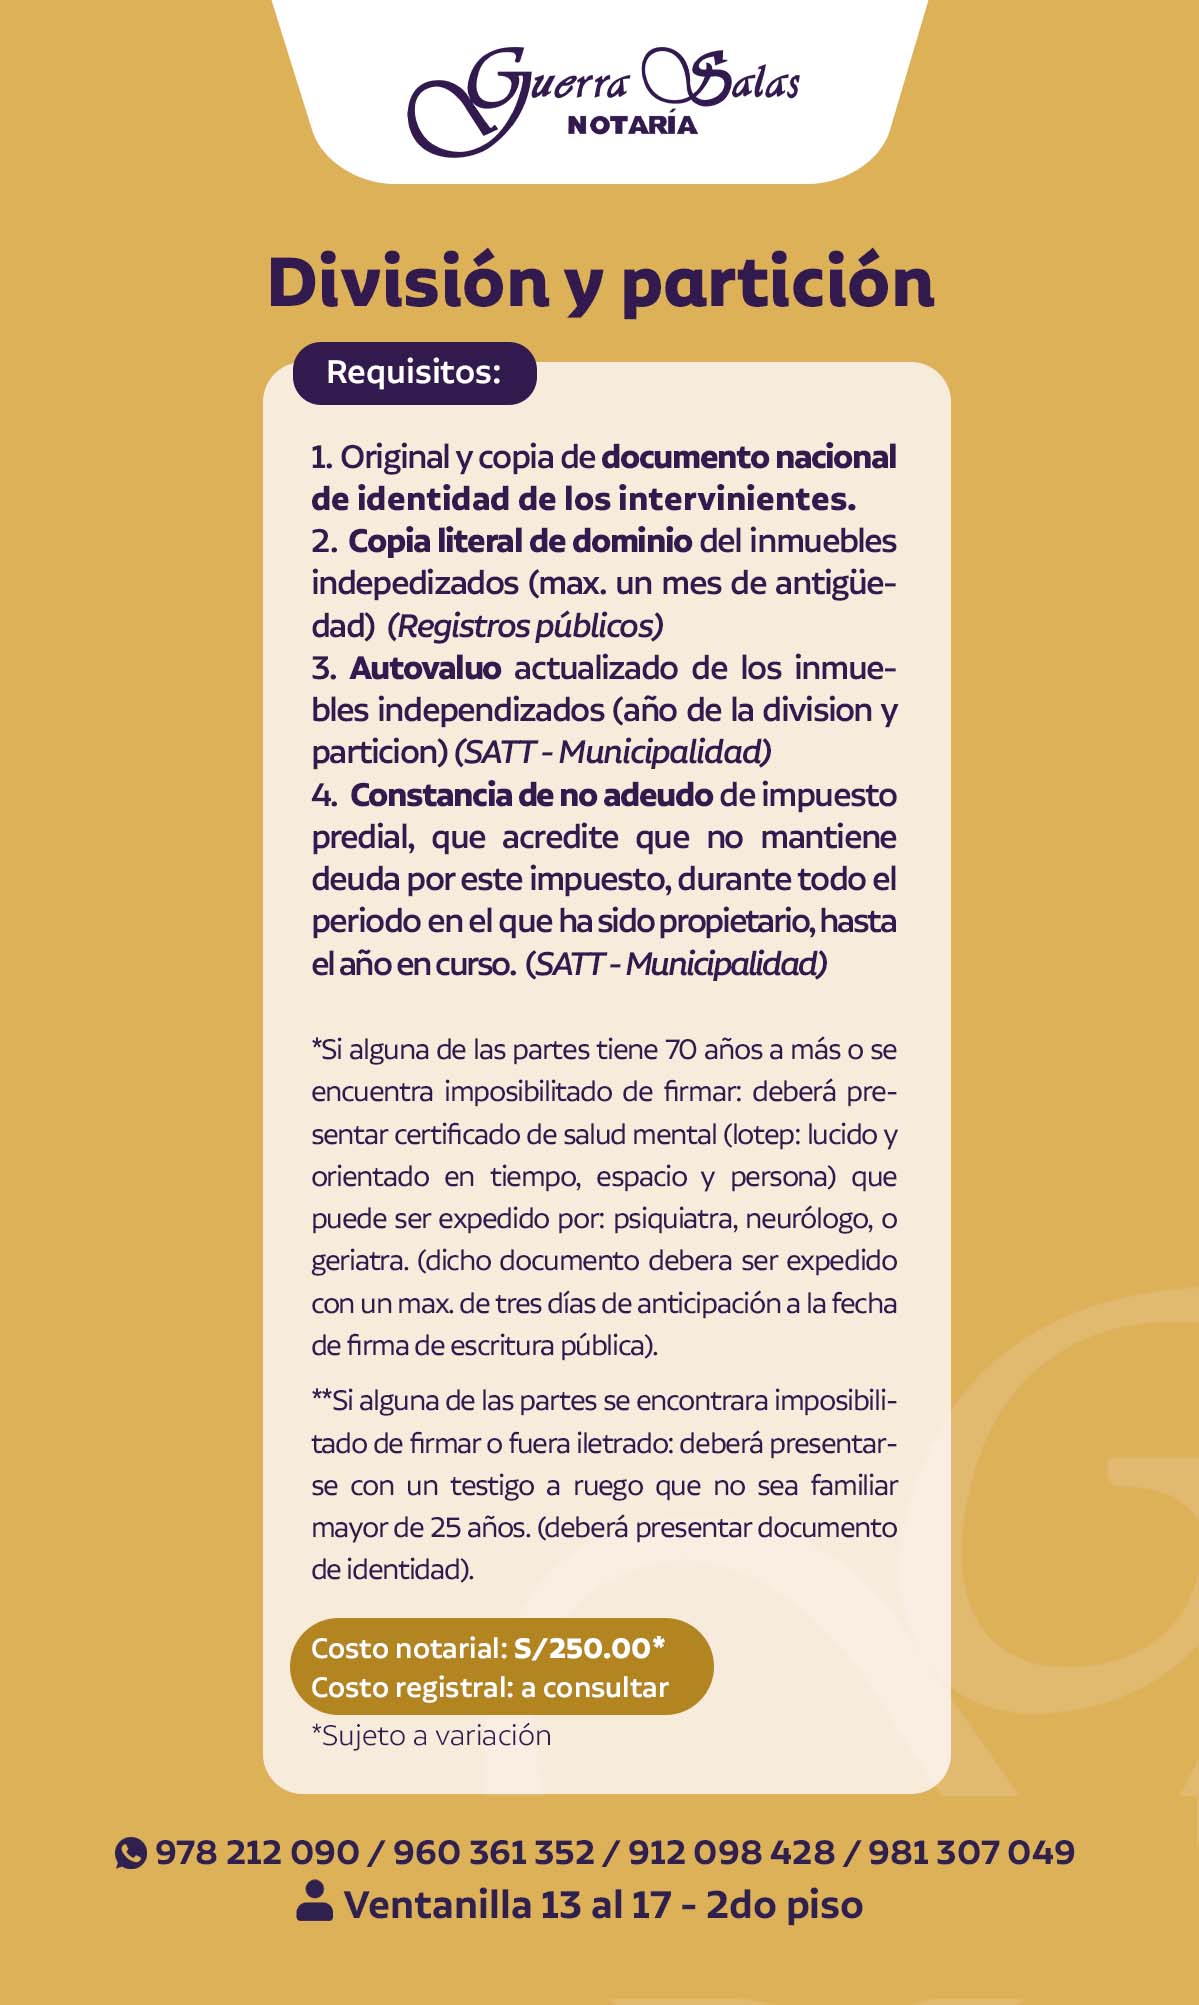 Guerra Salas
NOTARÍA
División y partición
Requisitos:
1. Original y copia de documento nacional
de identidad de los intervinientes.
2. Copia literal de dominio del inmuebles
indepedizados (max. un mes de antigüe-
dad) (Registros públicos)
3. Autovaluo actualizado de los inmue-
bles independizados (año de la division y
particion) (SATT - Municipalidad)
4. Constancia de no adeudo de impuesto
predial, que acredite que no mantiene
deuda por este impuesto, durante todo el
periodo en el que ha sido propietario, hasta
el año en curso. (SATT - Municipalidad)
*Si alguna de las partes tiene 70 años a más o se
encuentra imposibilitado de firmar: deberá pre-
sentar certificado de salud mental (lotep: lucido y
orientado en tiempo, espacio y persona) que
puede ser expedido por: psiquiatra, neurólogo, o
geriatra. (dicho documento debera ser expedido
con un max. de tres días de anticipación a la fecha
de firma de escritura pública).
**Si alguna de las partes se encontrara imposibili-
tado de firmar o fuera iletrado: deberá presentar-
se con un testigo a ruego que no sea familiar
mayor de 25 años. (deberá presentar documento
de identidad).
Costo notarial: S/250.00*
Costo registral: a consultar
*Sujeto a variación
978 212 090 / 960 361 352 / 912 098 428 / 981 307 049
Ventanilla 13 al 17 - 2do piso